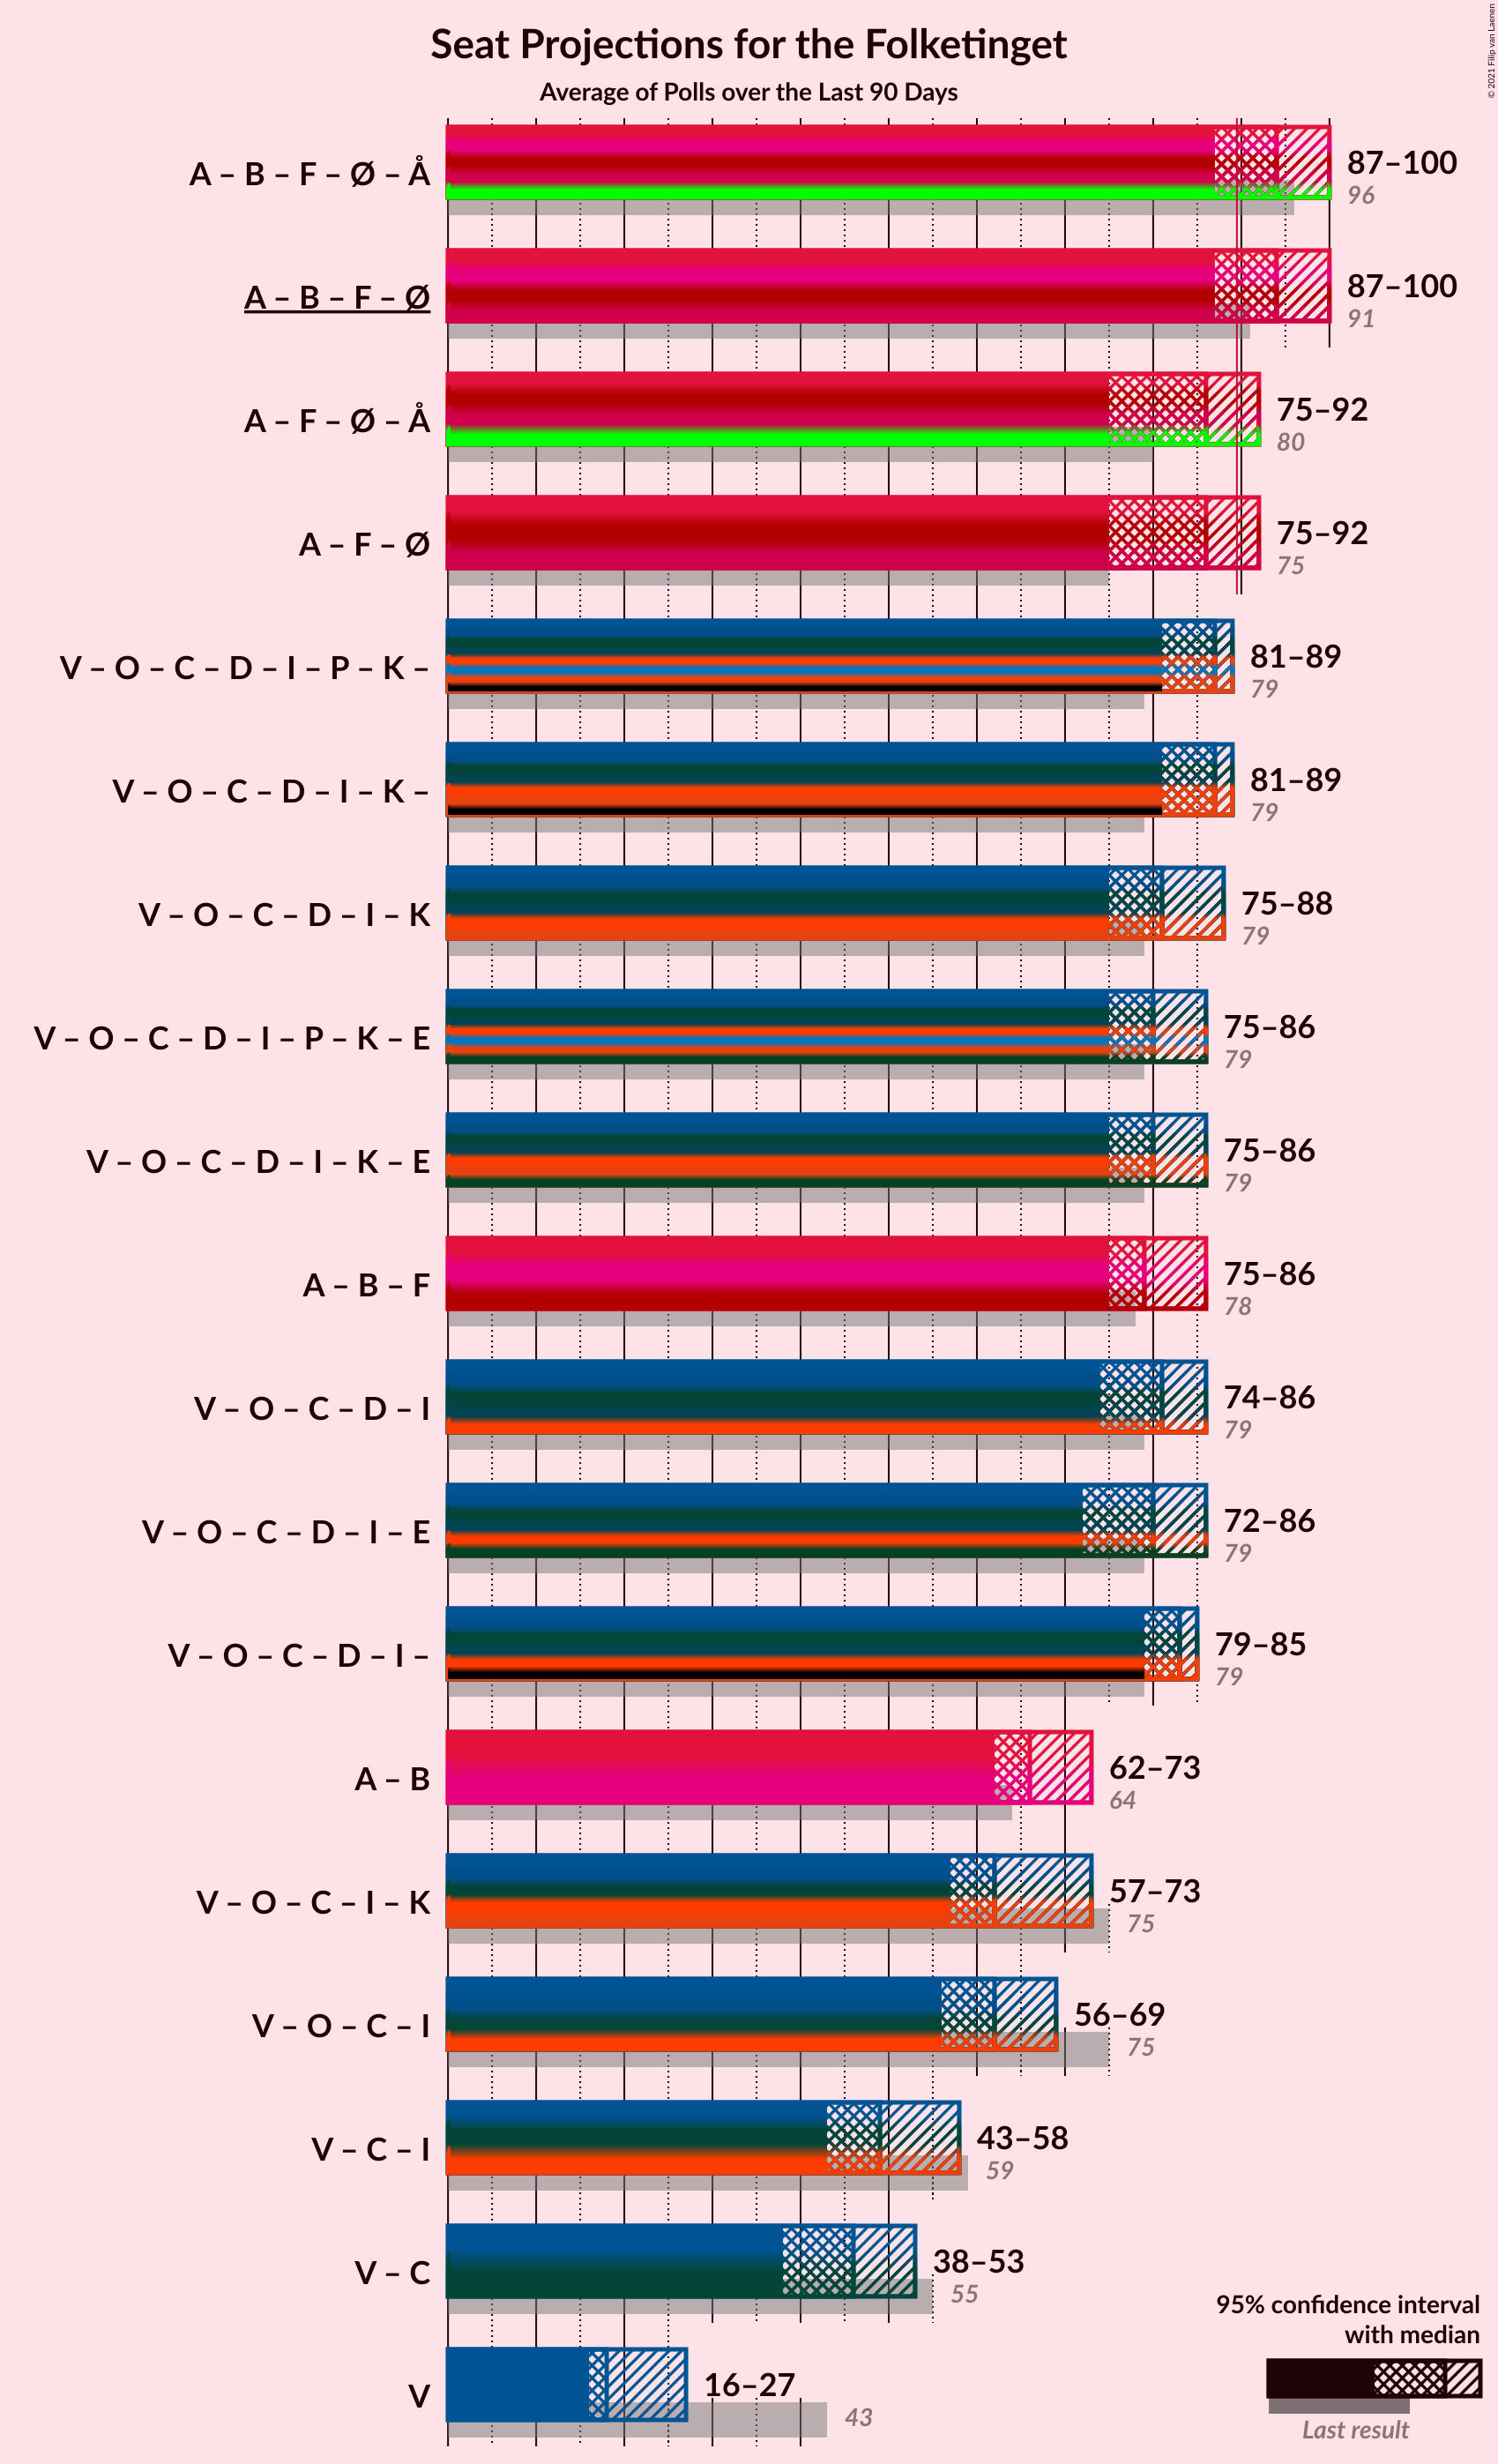 Seat Projections for the Folketinget
Average of Polls over the Last 90 Days
© 2021 Filip van Laenen
A – B – F – Ø – Å
87–100
96
A – B – F – Ø
87–100
91
A – F – Ø – Å
75–92
80
A – F – Ø
75–92
75
V – O – C – D – I – P – K –
81–89
79
V – O – C – D – I – K –
81–89
79
V – O – C – D – I – K
75–88
79
V – O – C – D – I – P – K – E
75–86
79
V – O – C – D – I – K – E
75–86
79
A – B – F
75–86
78
V – O – C – D – I
74–86
79
V – O – C – D – I – E
72–86
79
V – O – C – D – I –
79–85
79
A – B
62–73
64
V – O – C – I – K
57–73
75
V – O – C – I
56–69
75
V – C – I
43–58
59
V – C
38–53
55
V
16–27
43
95% confidence interval
with median
Last result